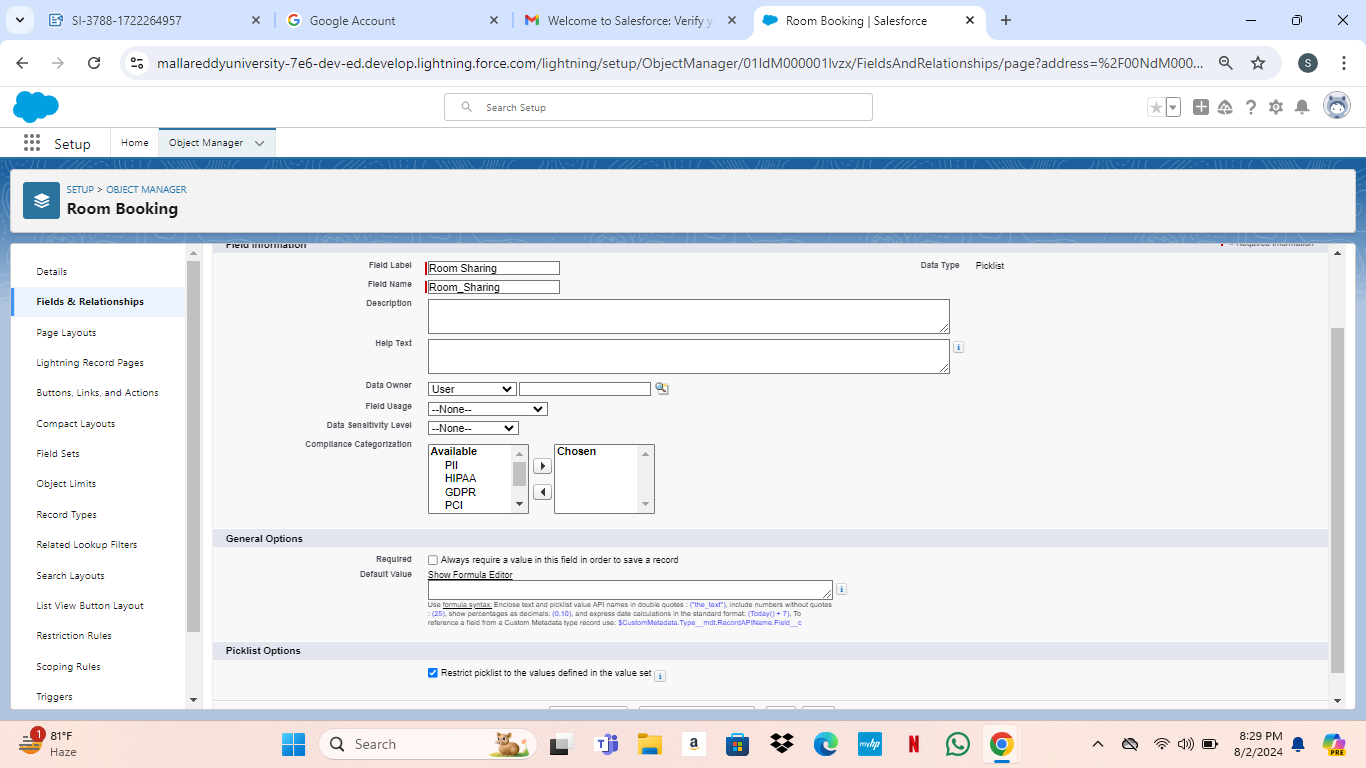 SI-3788-1722264957
Google Account
Welcome to Salesforce: Verify y
Room Booking | Salesforce
mallareddyuniversity-7e6-dev-ed.develop.lightning.force.com/lightning/setup/ObjectManager/01IdM000001lvzx/FieldsAndRelationships/page?address=%2F00NdM000...
S
Search Setup
Setup
Home
Object Manager
SETUP > OBJECT MANAGER
Room Booking
Details
Fields & Relationships
Page Layouts
Lightning Record Pages
Buttons, Links, and Actions
Compact Layouts
Field Sets
Object Limits
Record Types
Related Lookup Filters
Search Layouts
List View Button Layout
Restriction Rules
Scoping Rules
Triggers
Field Information
= Required Information
Field Label Room Sharing
Data Type Picklist
Field Name Room_Sharing
Description
Help Text
Data Owner User
Field Usage --None--
Data Sensitivity Level --None--
Compliance Categorization
Available
PII
HIPAA
GDPR
PCI
Chosen
General Options
Required Always require a value in this field in order to save a record
Default Value Show Formula Editor
Use formula syntax: Enclose text and picklist value API names in double quotes : ("the_text"), include numbers without quotes
: (25), show percentages as decimals: (0.10), and express date calculations in the standard format: (Today() + 7), To
reference a field from a Custom Metadata type record use: $CustomMetadata.Type__mdt.RecordAPIName.Field__c
Picklist Options
Restrict picklist to the values defined in the value set
1
81°F
Haze
Search
8:29 PM
8/2/2024
PRE